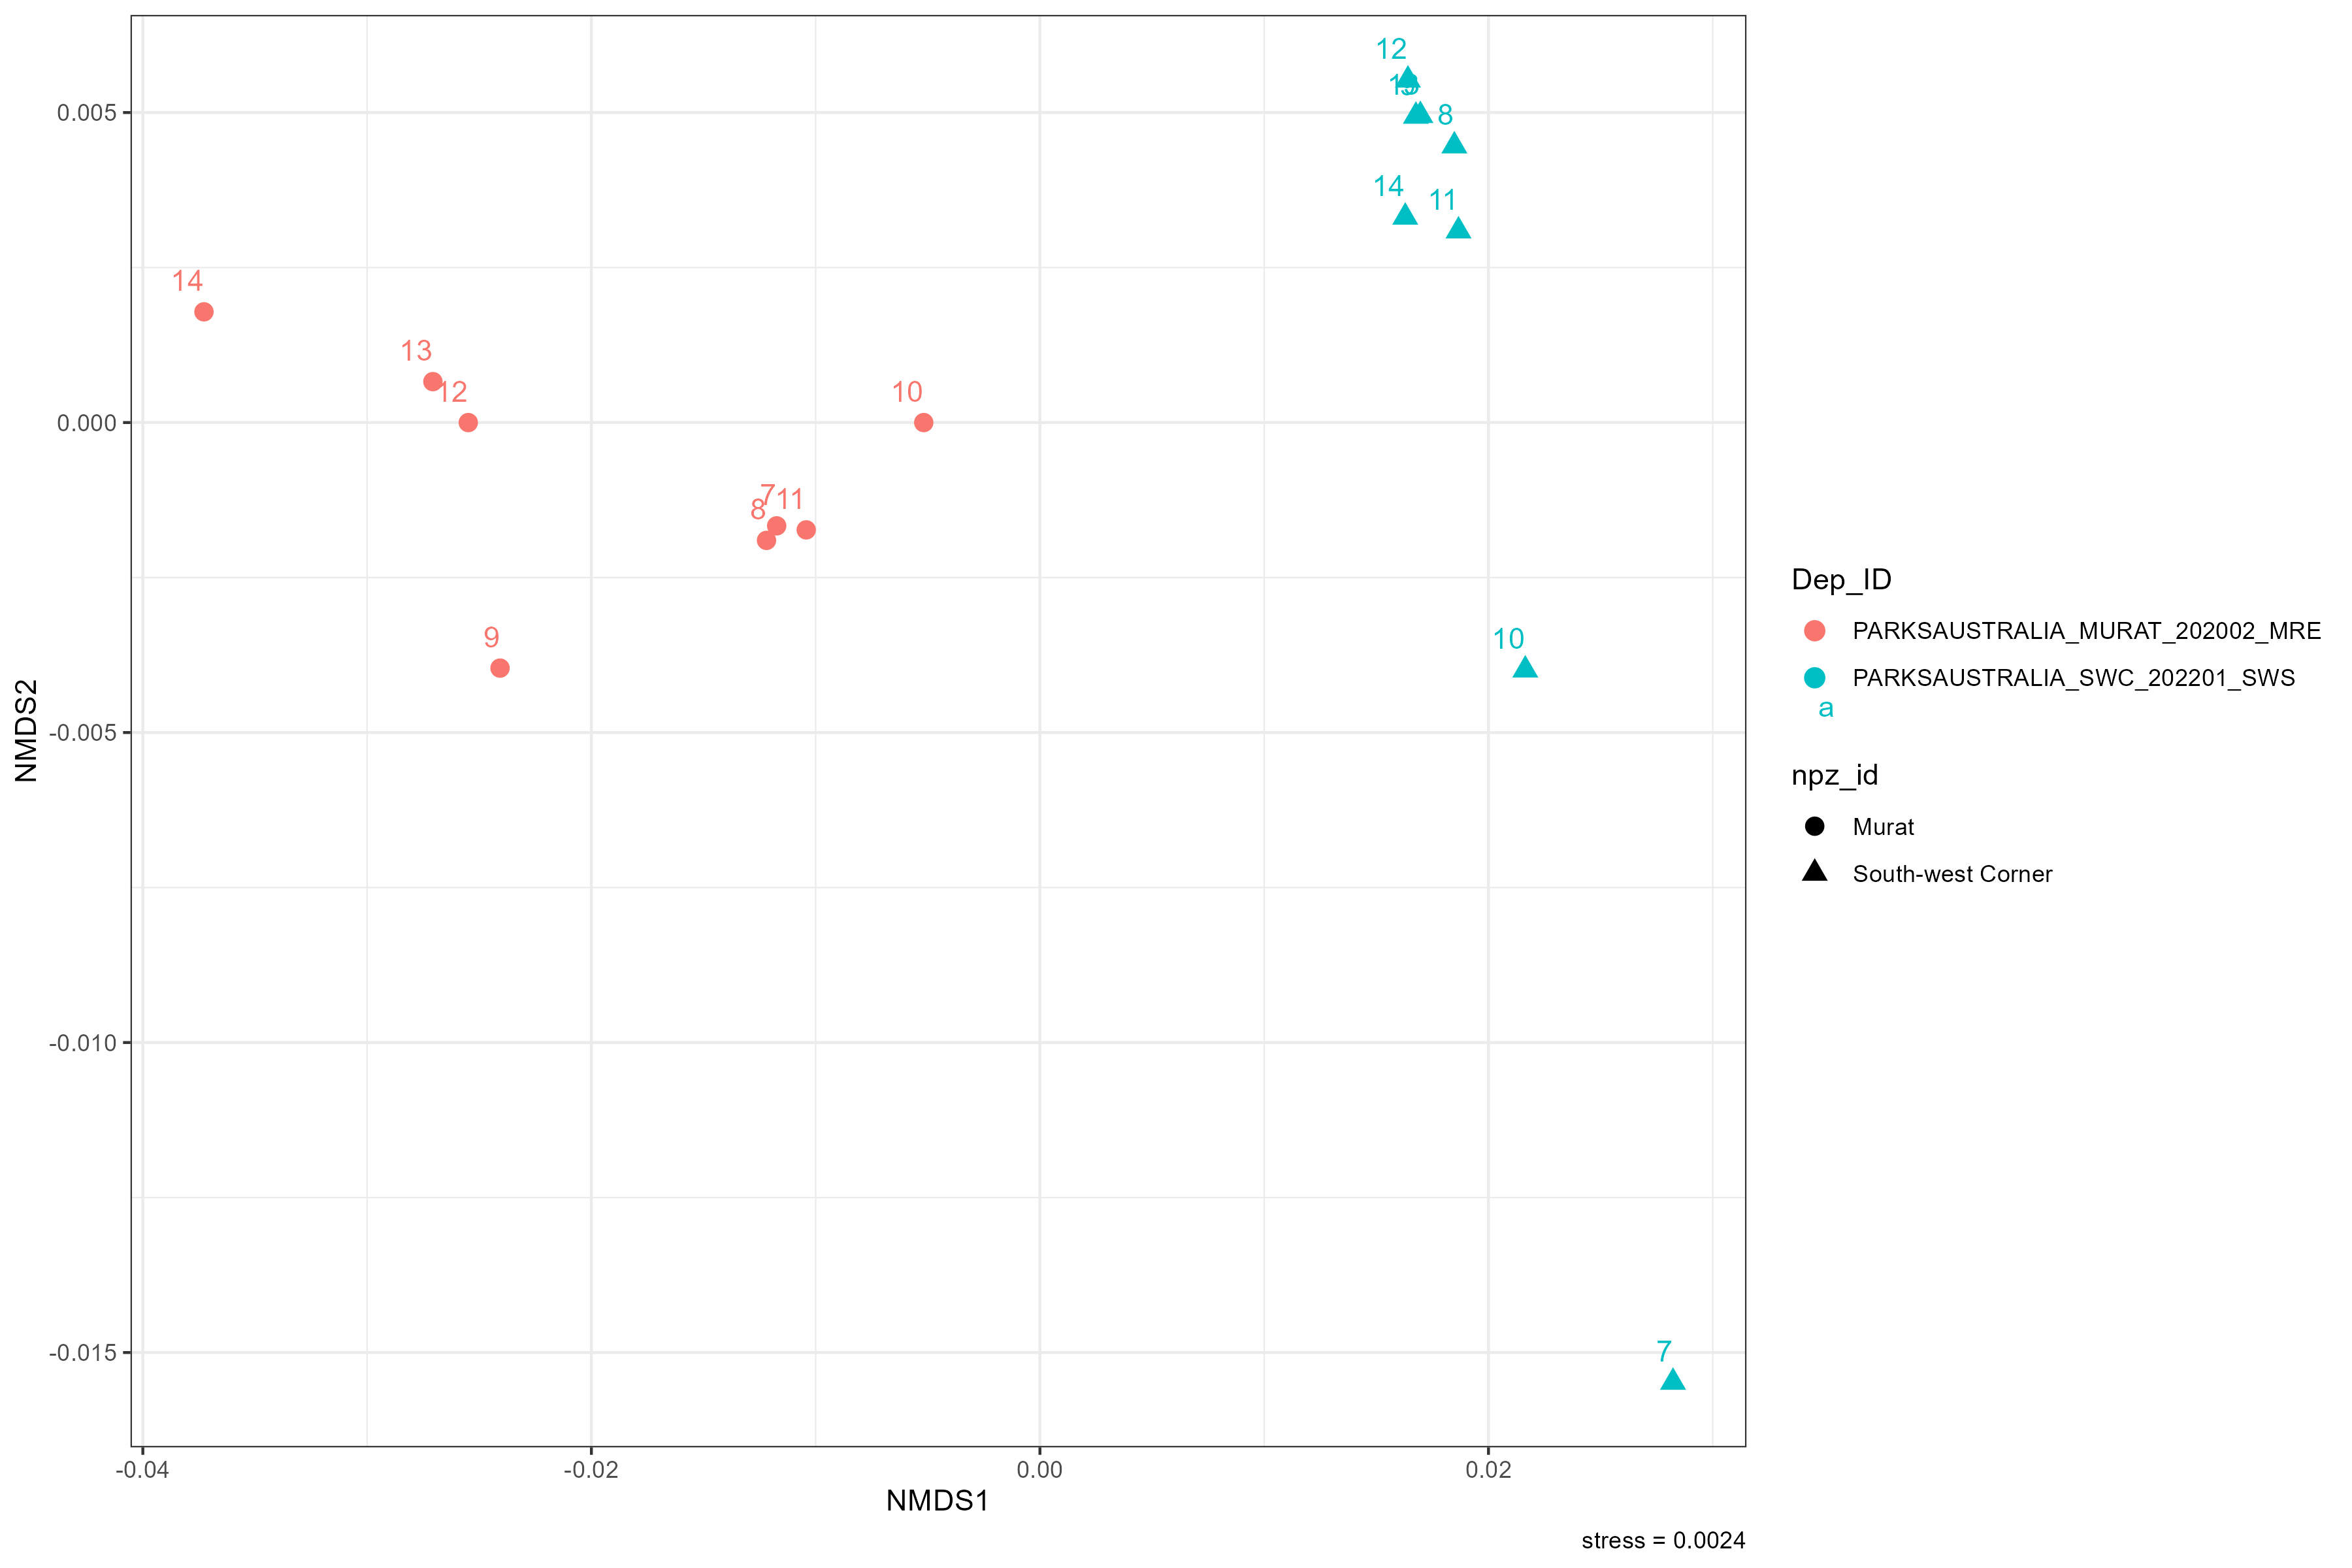 12
8
0.005
14
11
14
13
12
10
0.000
7
11
8
9
10
-0.005
-0.010
7
-0.015
-0.04
-0.02
0.00
0.02
NMDS2
NMDS1
stress = 0.0024
Dep_ID
PARKSAUSTRALIA_MURAT_202002_MRE
PARKSAUSTRALIA_SWC_202201_SWS
a
npz_id
Murat
South-west Corner